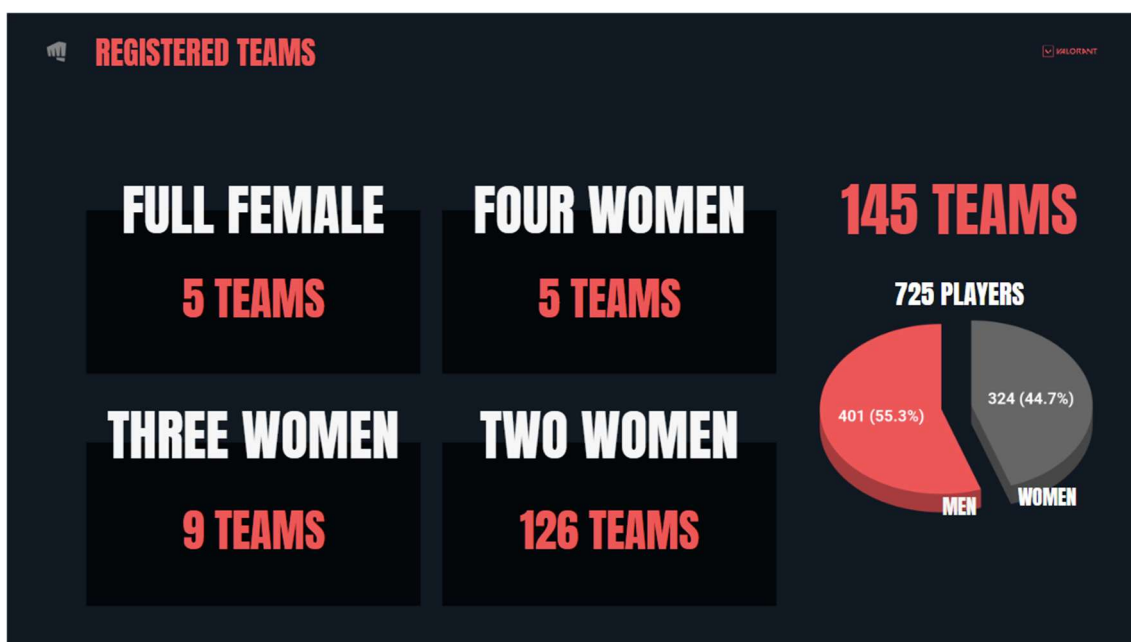 REGISTERED TEAMS
FULL FEMALE
5 TEAMS
FOUR WOMEN
5 TEAMS
THREE WOMEN
9 TEAMS
TWO WOMEN
126 TEAMS
145 TEAMS
725 PLAYERS
401 (55.3%)
324 (44.7%)
MEN
WOMEN